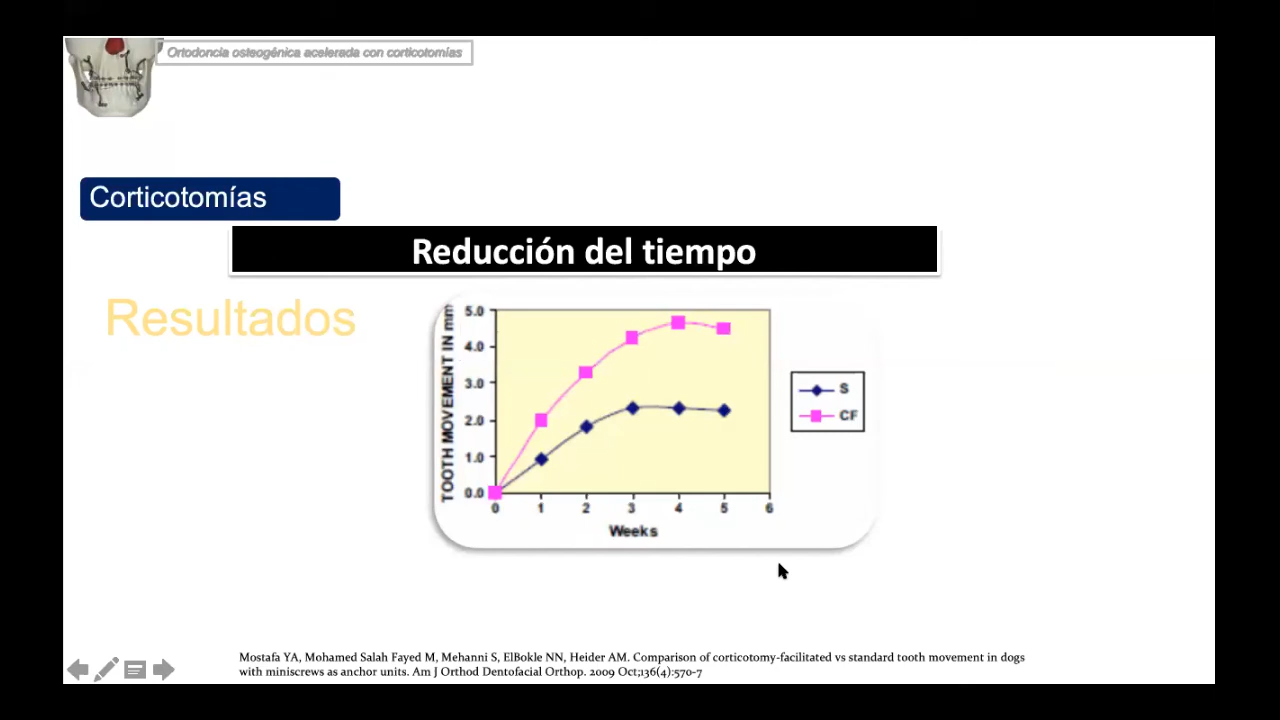 Ortodoncia osteogénica acelerada con corticotomías
Corticotomías
Reducción del tiempo
Resultados
TOOTH MOVEMENT IN mm
5.0
4.0
3.0
2.0
1.0
0.0
0 1 2 3 4 5 6
Weeks
S
CF
Mostafa YA, Mohamed Salah Fayed M, Mehanni S, ElBokle NN, Heider AM. Comparison of corticotomy-facilitated vs standard tooth movement in dogs
with miniscrews as anchor units. Am J Orthod Dentofacial Orthop. 2009 Oct;136(4):570-7